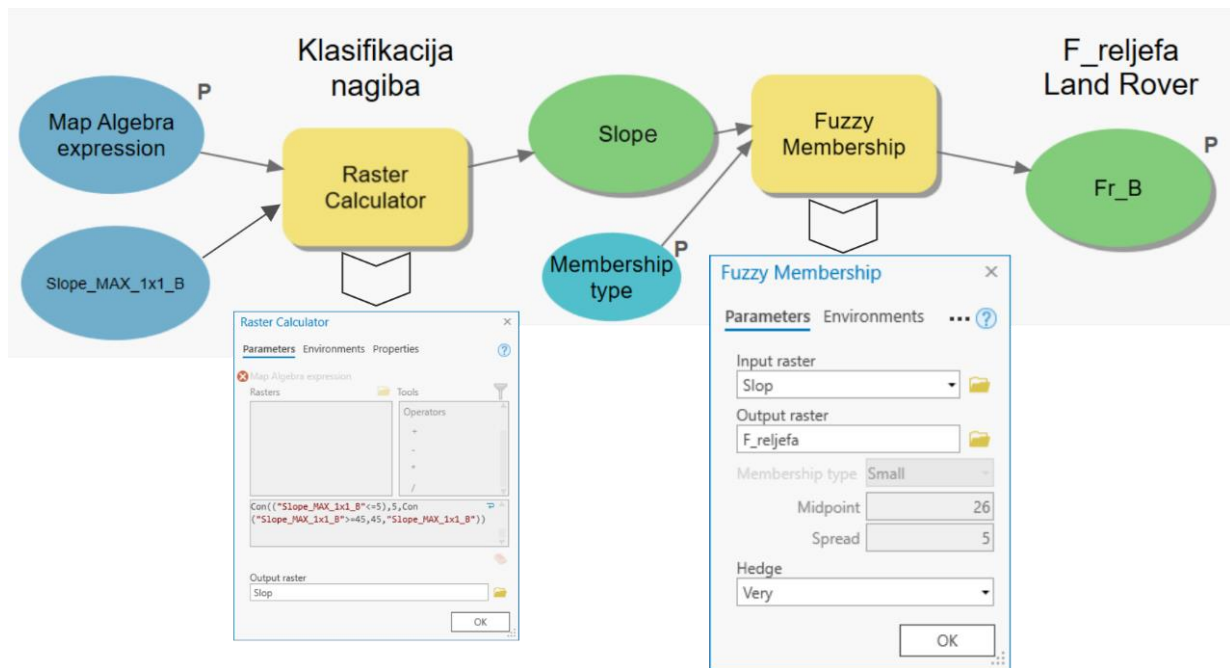 Klasifikacija
nagiba
F_reljefa
Land Rover
P
Map Algebra
expression
Slope_MAX_1x1_B
Raster
Calculator
Slope
P
Membership
type
Fuzzy
Membership
P
Fr_B
Raster Calculator
Parameters Environments Properties
?
Map Algebra expression
Rasters
Tools
Operators
+
-
*
/
Con(("Slope_MAX_1x1_B"<=5),5,Con
("Slope_MAX_1x1_B">=45,45,"Slope_MAX_1x1_B"))
Output raster
Slop
OK
Fuzzy Membership
Parameters Environments ••• ?
Input raster
Slop
Output raster
F_reljefa
Membership type Small
Midpoint 26
Spread 5
Hedge
Very
OK